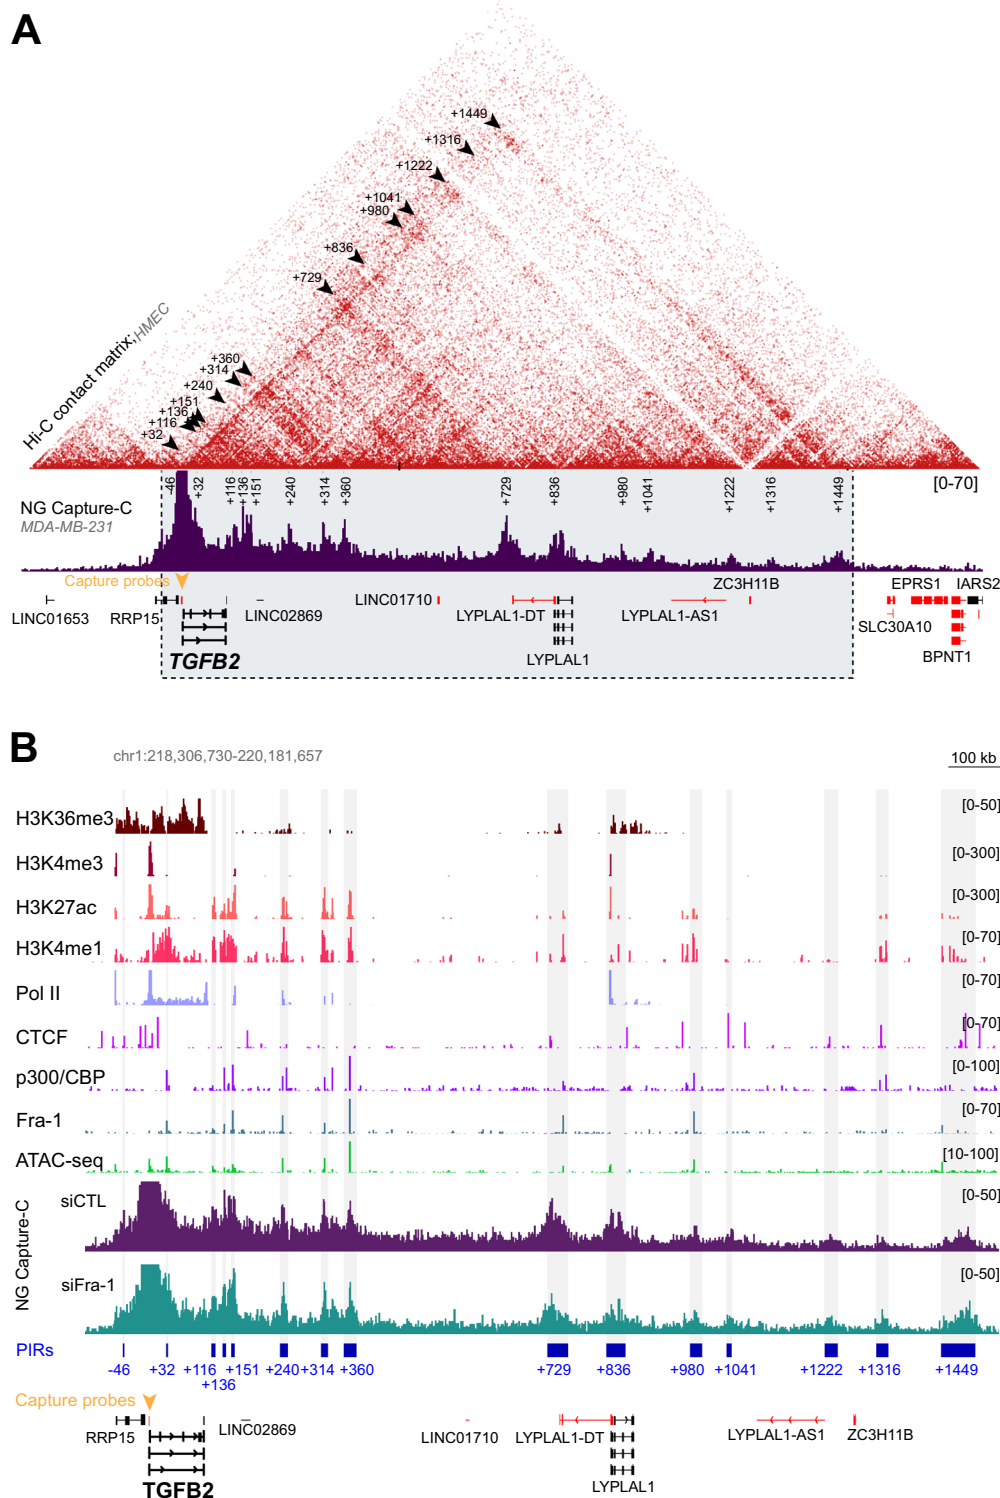 A
+1449
+1316
+1222
+1041
+980
+836
+729
+360
+314
+240
+151
+136
+116
+32
Hi-C contact matrix, HMEC
[0-70]
-46 +32 +116 +136 +151 +240 +314 +360 +729 +836 +980 +1041 +1222 +1316 +1449
NG Capture-C
MDA-MB-231
Capture probes
ZC3H11B EPRS1 IARS2
LINC01653 RRP15 LINC02869 LINC01710 LYPLAL1-DT LYPLAL1-AS1 SLC30A10
TGFB2 LYPLAL1 BPNT1
B
chr1:218,306,730-220,181,657
100 kb
H3K36me3 [0-50]
H3K4me3 [0-300]
H3K27ac [0-300]
H3K4me1 [0-70]
Pol II [0-70]
CTCF [0-70]
p300/CBP [0-100]
Fra-1 [0-70]
ATAC-seq [10-100]
NG Capture-C
siCTL [0-50]
siFra-1 [0-50]
PIRs
-46 +32 +116 +151 +240 +314 +360 +729 +836 +980 +1041 +1222 +1316 +1449
+136
Capture probes
RRP15 LINC02869 LINC01710 LYPLAL1-DT LYPLAL1-AS1 ZC3H11B
TGFB2 LYPLAL1